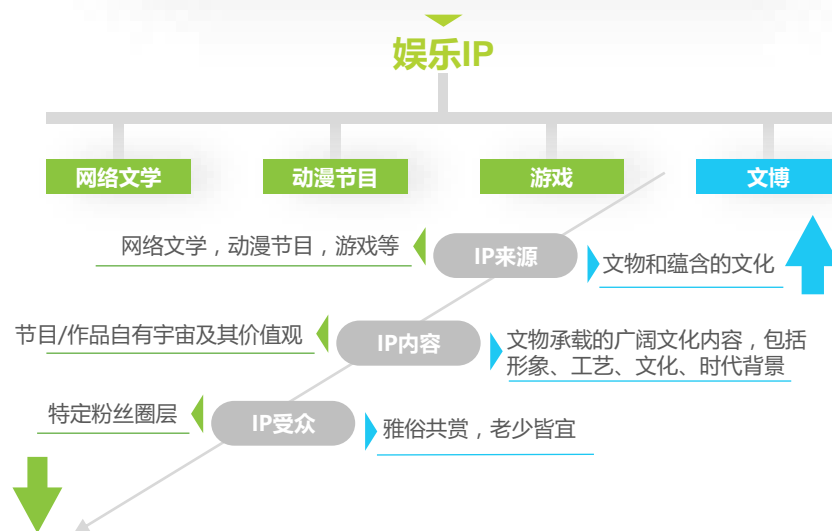 娱乐IP
网络文学
动漫节目
游戏
文博
网络文学，动漫节目，游戏等
IP来源
文物和蕴含的文化
节目/作品自有宇宙及其价值观
IP内容
文物承载的广阔文化内容，包括
形象、工艺、文化、时代背景
特定粉丝圈层
IP受众
雅俗共赏，老少皆宜